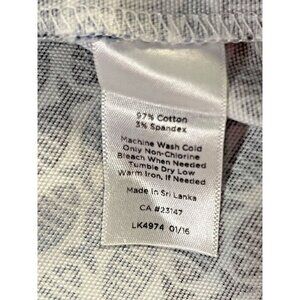 97% Cotton
3% Spandex
Machine Wash Cold
Only Non-Chlorine
Bleach When Needed
Tumble Dry Low
Warm Iron, If Needed
Made in Sri Lanka
CA #23147
LK4974 01/16